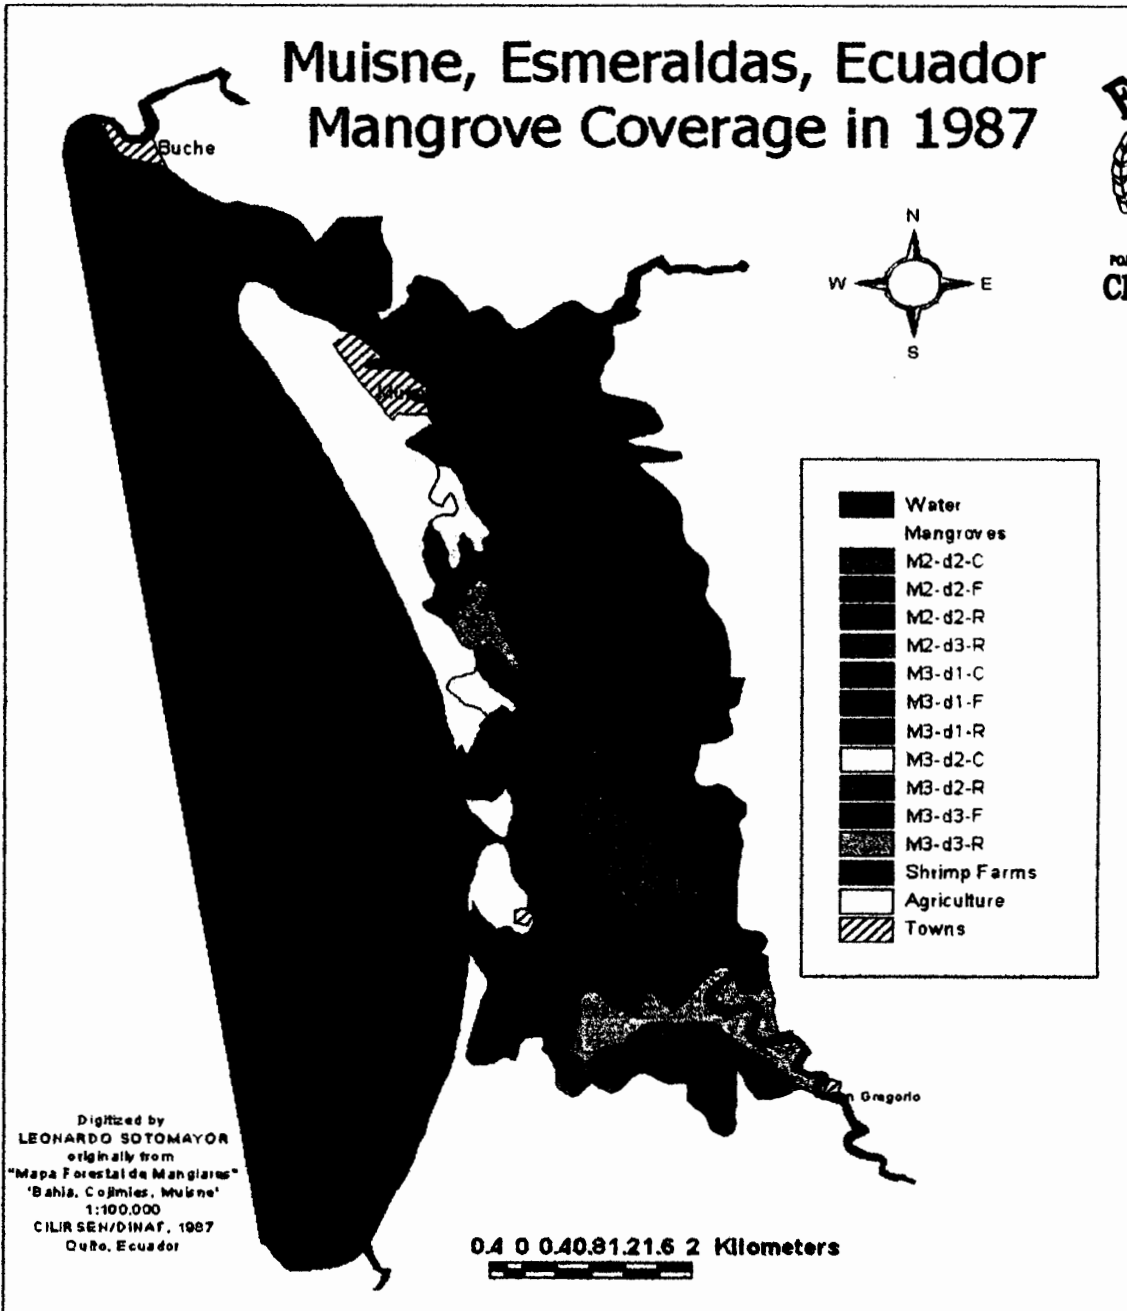 Muisne, Esmeraldas, Ecuador
Mangrove Coverage in 1987
Buche
N
W
E
S
Water
Mangroves
M2-d2-C
M2-d2-F
M2-d2-R
M2-d3-R
M3-d1-C
M3-d1-F
M3-d1-R
M3-d2-C
M3-d2-R
M3-d3-F
M3-d3-R
Shrimp Farms
Agriculture
Towns
n Gregorio
Digitized by
LEONARDO SOTOMAYOR
originally from
"Mapa Forestal de Manglares"
'Bahia, Cojimies, Muisne'
1:100,000
CILIRSEN/DINAF, 1987
Quito, Ecuador
0.4 0 0.40.81.21.6 2 Kilometers